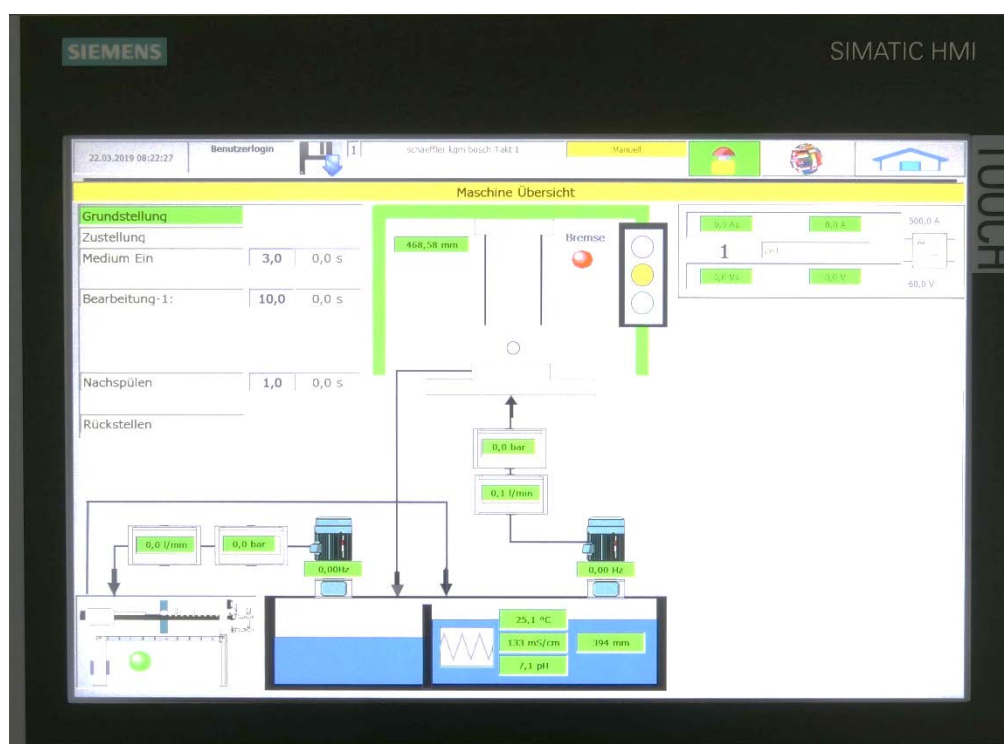 SIEMENS
SIMATIC HMI
TOUCH
22.03.2019 08:22:27
Benutzerlogin
1
schaeffler kgm bosch Takt 1
Manuell
Maschine Übersicht
Grundstellung
Zustellung
Medium Ein 3,0 0,0 s
Bearbeitung-1: 10,0 0,0 s
Nachspülen 1,0 0,0 s
Rückstellen
468,58 mm
Bremse
0,0 As 0,0 A 500,0 A
1
0,0 Vs 0,0 V 60,0 V
0,0 bar
0,1 l/min
0,0 l/min 0,0 bar
0,00Hz
0,00 Hz
25,1 °C
133 mS/cm
7,1 pH
394 mm